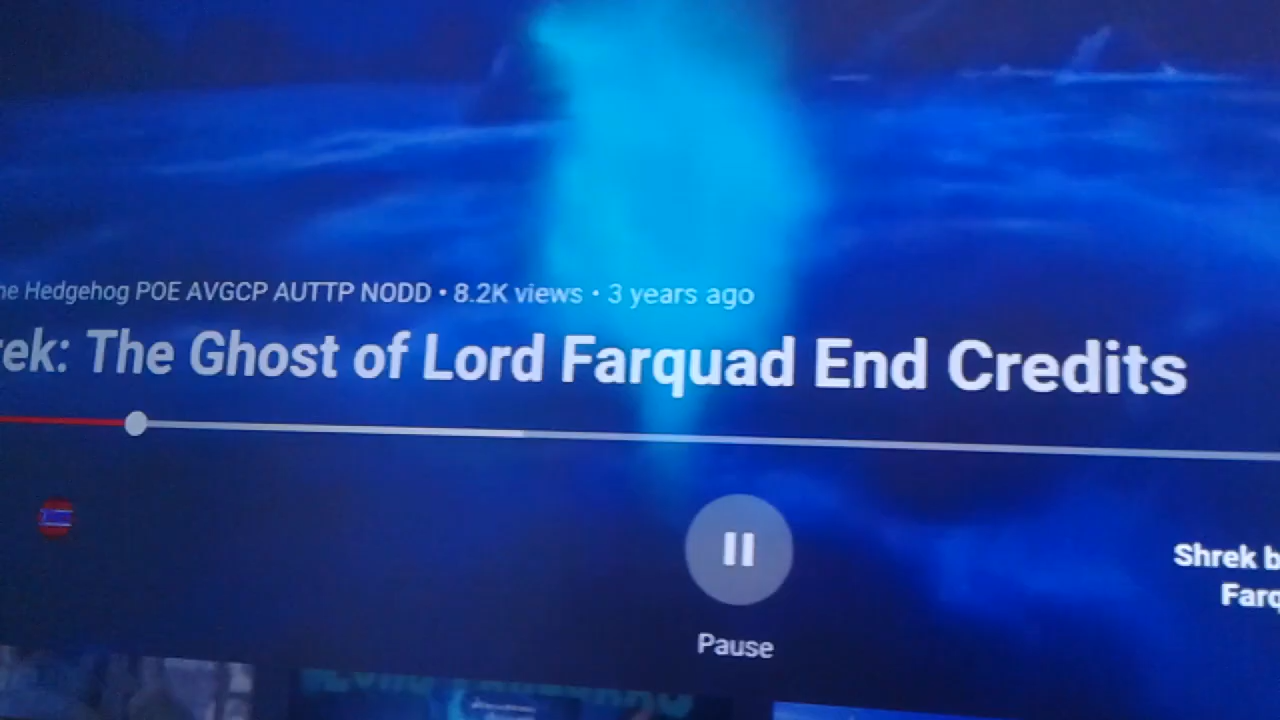 he Hedgehog POE AVGCP AUTTP NODD • 8.2K views • 3 years ago
rek: The Ghost of Lord Farquad End Credits
Shrek b
Farq
Pause